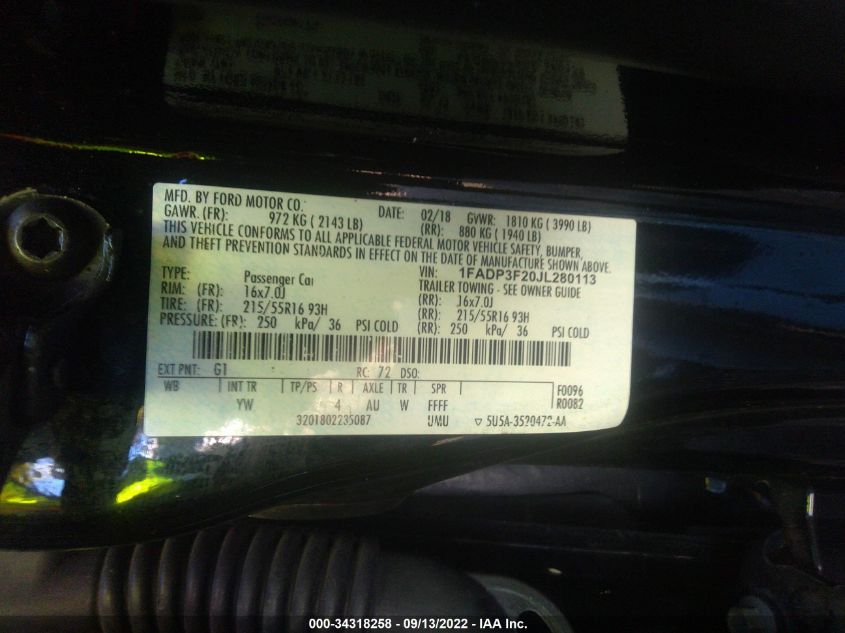 MFD. BY FORD MOTOR CO.
DATE: 02/18 GVWR: 1810 KG ( 3990 LB)
GAWR. (FR): 972 KG ( 2143 LB) (RR): 880 KG ( 1940 LB)
THIS VEHICLE CONFORMS TO ALL APPLICABLE FEDERAL MOTOR VEHICLE SAFETY, BUMPER,
AND THEFT PREVENTION STANDARDS IN EFFECT ON THE DATE OF MANUFACTURE SHOWN ABOVE.
VIN: 1FADP3F20JL280113
TYPE: Passenger Car TRAILER TOWING - SEE OWNER GUIDE
RIM: (FR): 16x7.0J (RR): 16x7.0J
TIRE: (FR): 215/55R16 93H (RR): 215/55R16 93H
PRESSURE: (FR): 250 kPa/ 36 PSI COLD (RR): 250 kPa/ 36 PSI COLD
EXT PNT: G1 RC: 72 DSO:
WB INT TR TP/PS R AXLE TR SPR F0096
YW 4 AU W FFFF R0082
3201802235087 UMU ▽ 5U5A-3520472-AA
000-34318258 - 09/13/2022 - IAA Inc.